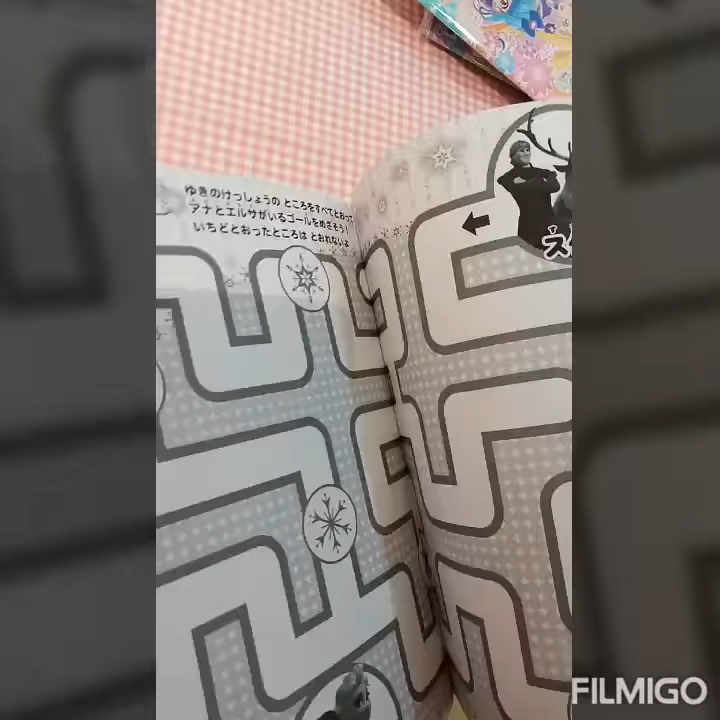 ゆきのけっしょうの ところをすべてとおって
アナとエルサがいるゴールをめざそう!
いちどとおったところは とおれないよ
ス
FILMIGO